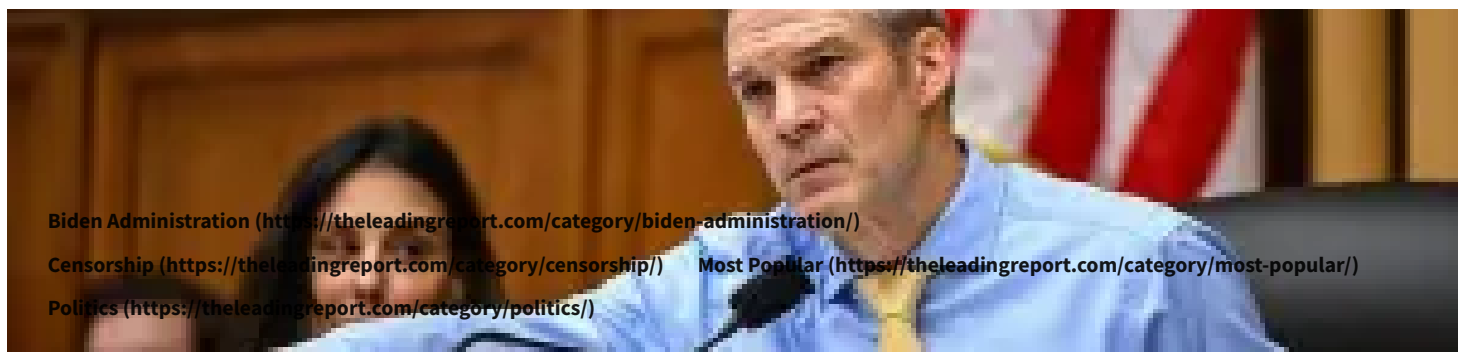 Biden Administration (https://theleadingreport.com/category/biden-administration/)
Censorship (https://theleadingreport.com/category/censorship/) Most Popular (https://theleadingreport.com/category/most-popular/)
Politics (https://theleadingreport.com/category/politics/)